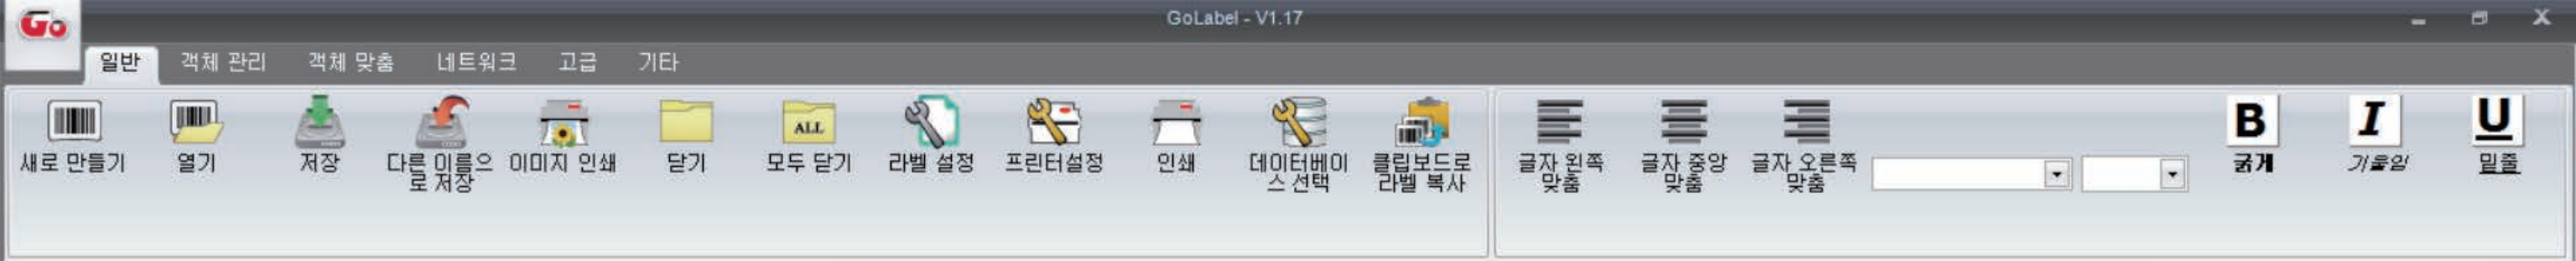 GoLabel - V1.17
Go
일반 객체 관리 객체 맞춤 네트워크 고급 기타
새로 만들기
열기
저장
다른 이름으
로 저장
이미지 인쇄
닫기
ALL
모두 닫기
라벨 설정
프린터설정
인쇄
데이터베이
스 선택
클립보드로
라벨 복사
글자 왼쪽
맞춤
글자 중앙
맞춤
글자 오른쪽
맞춤
B
굵게
I
기울임
U
밑줄